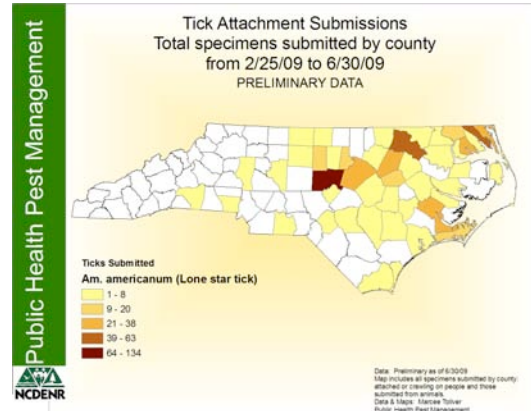 Public Health Pest Management
Tick Attachment Submissions
Total specimens submitted by county
from 2/25/09 to 6/30/09
PRELIMINARY DATA
Ticks Submitted
Am. americanum (Lone star tick)
1 - 8
9 - 20
21 - 38
39 - 63
64 - 134
NCDENR
Data: Preliminary as of 6/30/09
Map includes all specimens submitted by county:
attached or crawling on people and those
submitted from animals.
Data & Maps: Marcee Toliver
Public Health Pest Management